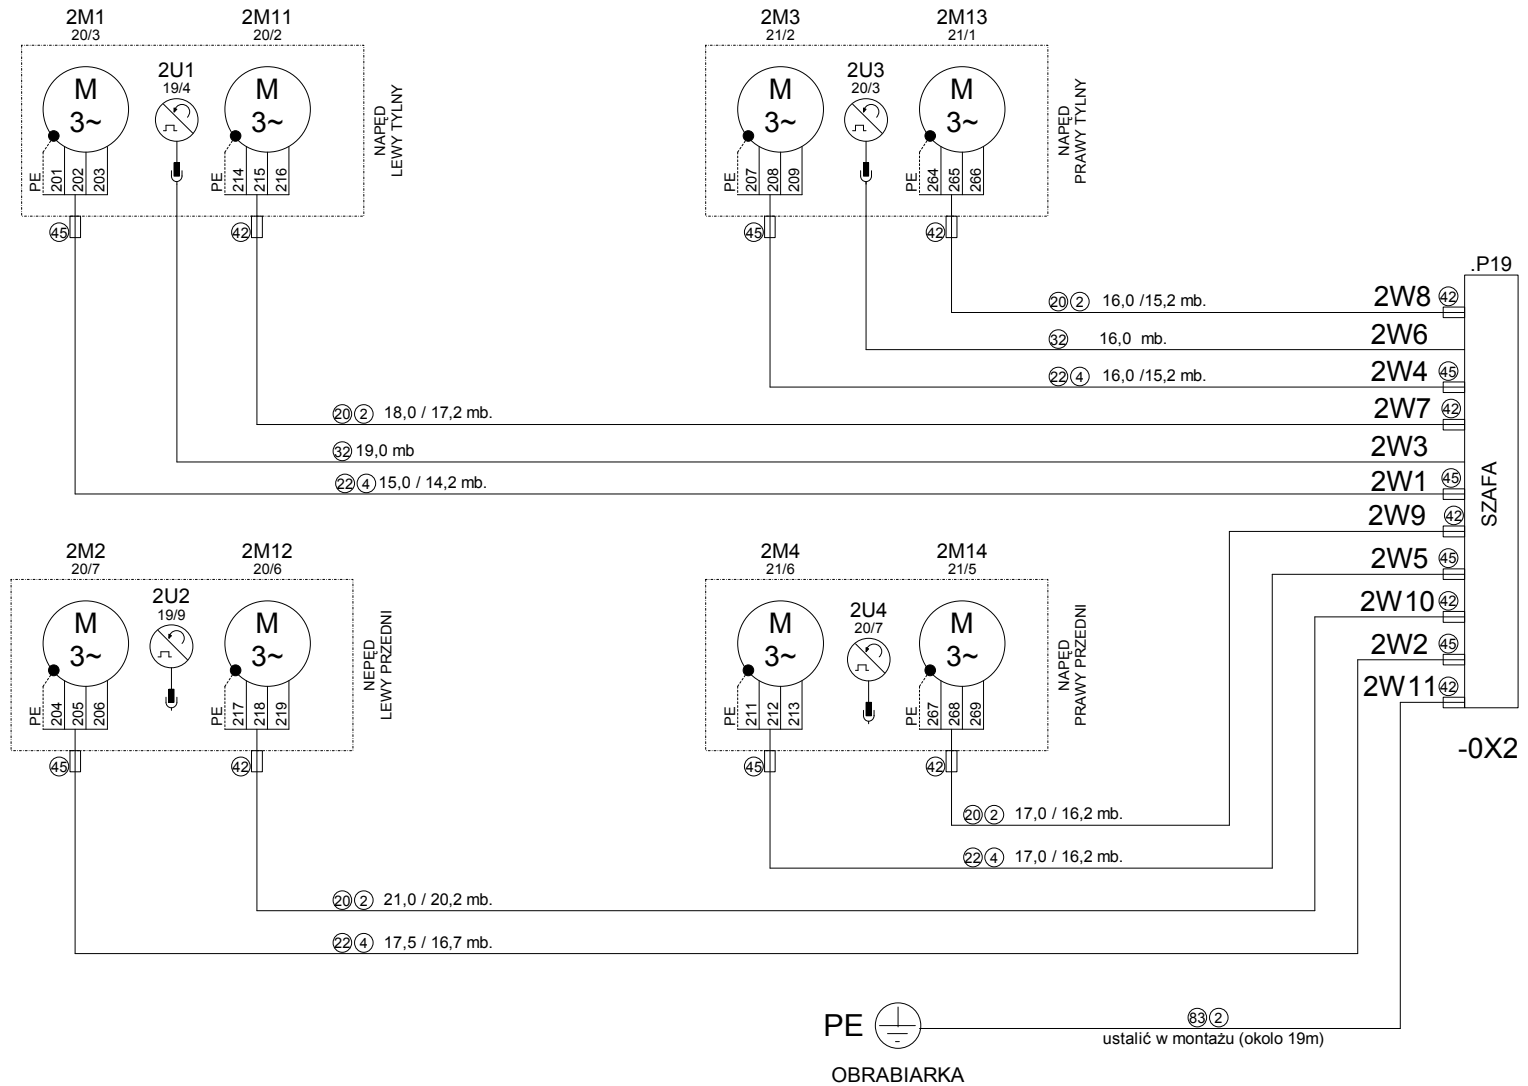 2M1
20/3
2M11
20/2
2M3
21/2
2M13
21/1
M
3~
2U1
19/4
M
3~
NAPĘD
LEWY TYLNY
M
3~
2U3
20/3
M
3~
NAPĘD
PRAWY TYLNY
PE 201 202 203
PE 214 215 216
PE 207 208 209
PE 264 265 266
45
42
45
42
.P19
20 2 16,0 /15,2 mb. 2W8 42
32 16,0 mb. 2W6
22 4 16,0 /15,2 mb. 2W4 45
20 2 18,0 / 17,2 mb. 2W7 42
32 19,0 mb 2W3
22 4 15,0 / 14,2 mb. 2W1 45
2W9 42
SZAFA
2W5 45
2W10 42
2W2 45
2W11 42
-0X2
2M2
20/7
2M12
20/6
2M4
21/6
2M14
21/5
M
3~
2U2
19/9
M
3~
NEPĘD
LEWY PRZEDNI
M
3~
2U4
20/7
M
3~
NAPĘD
PRAWY PRZEDNI
PE 204 205 206
PE 217 218 219
PE 211 212 213
PE 267 268 269
45
42
45
42
20 2 17,0 / 16,2 mb.
22 4 17,0 / 16,2 mb.
20 2 21,0 / 20,2 mb.
22 4 17,5 / 16,7 mb.
PE
83 2
ustalić w montażu (okolo 19m)
OBRABIARKA